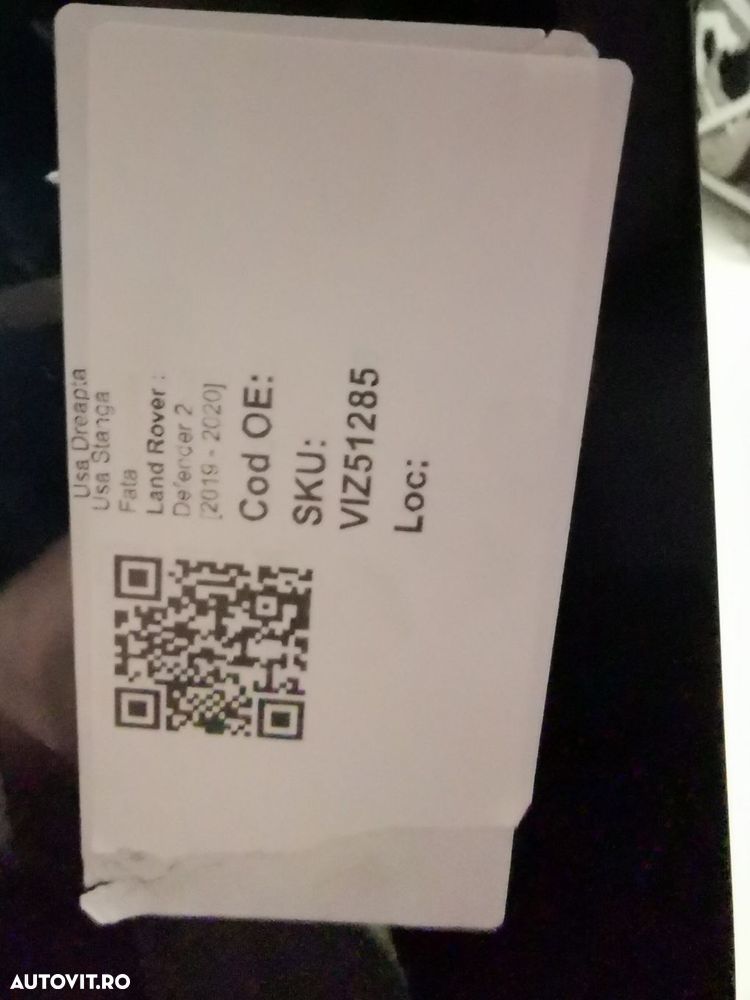 Usa Dreapta
Usa Stanga
Fata
Land Rover :
Defender 2
[2019 - 2020]
Cod OE:
SKU:
VIZ51285
Loc:
AUTOVIT.RO